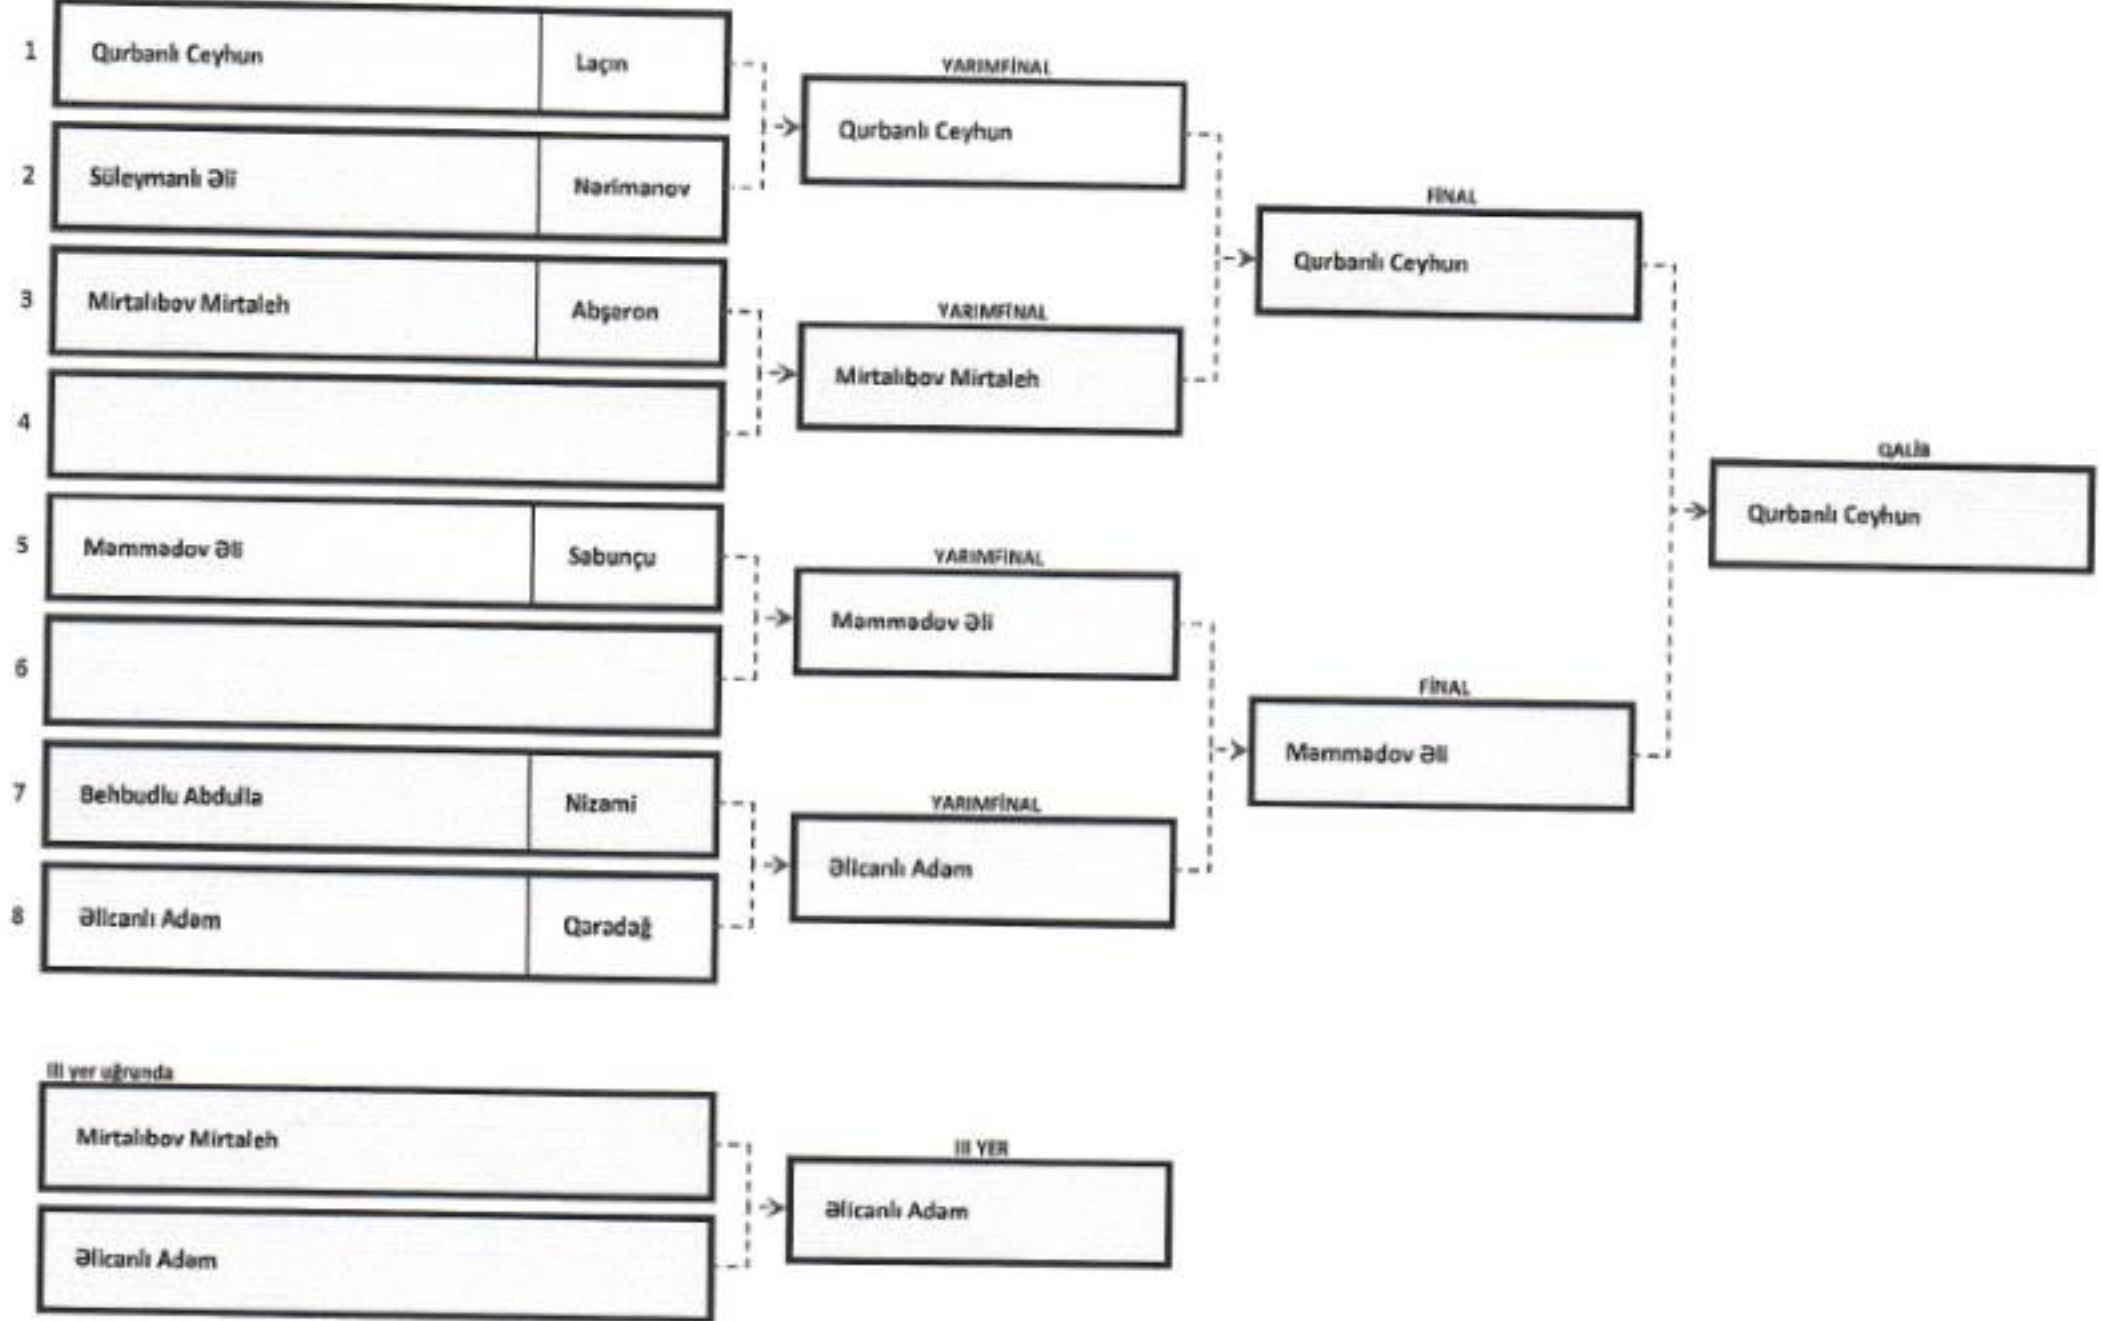 1 Qurbanlı Ceyhun Laçın
2 Süleymanlı Əli Nərimanov
3 Mirtalıbov Mirtaleh Abşeron
4
5 Məmmədov Əli Sabunçu
6
7 Behbudlu Abdulla Nizami
8 Əlicanlı Adəm Qaradağ
YARIMFİNAL
Qurbanlı Ceyhun
YARIMFİNAL
Mirtalıbov Mirtaleh
YARIMFİNAL
Məmmədov Əli
YARIMFİNAL
Əlicanlı Adəm
FİNAL
Qurbanlı Ceyhun
FİNAL
Məmmədov Əli
QALİB
Qurbanlı Ceyhun
III yer uğrunda
Mirtalıbov Mirtaleh
Əlicanlı Adəm
III YER
Əlicanlı Adəm